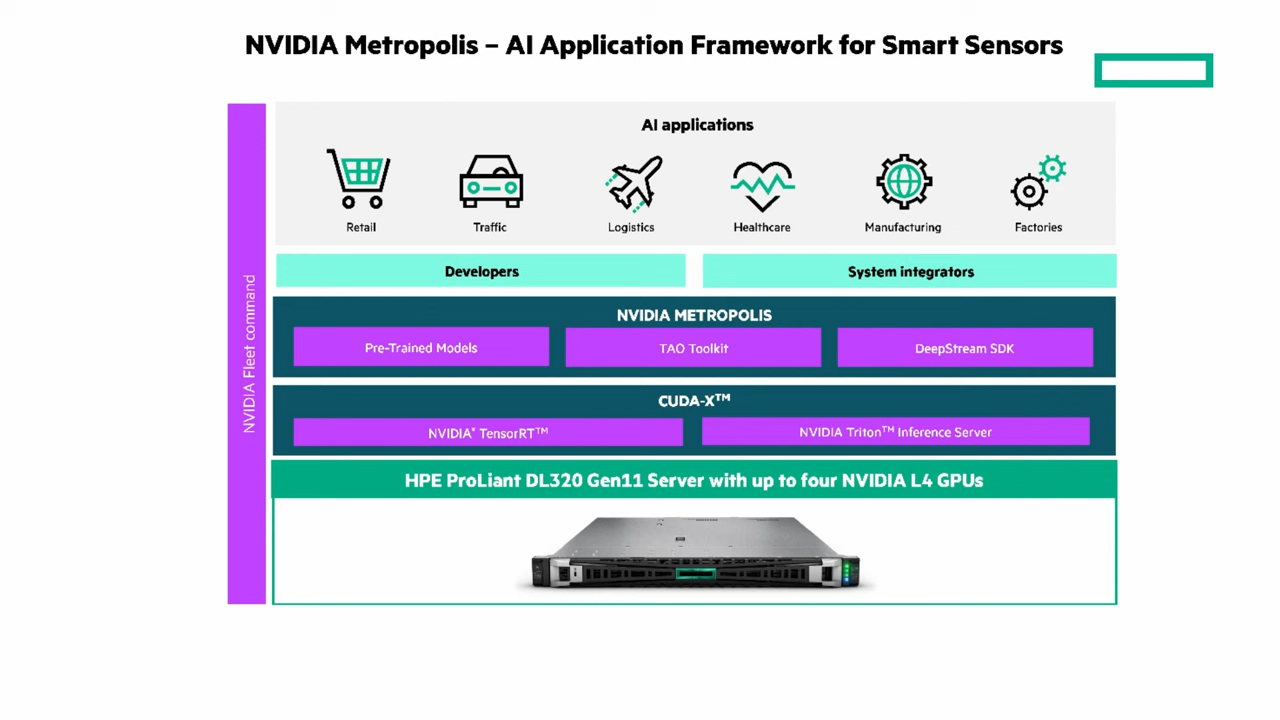 NVIDIA Metropolis – AI Application Framework for Smart Sensors
NVIDIA Fleet command
AI applications
Retail
Traffic
Logistics
Healthcare
Manufacturing
Factories
Developers
System integrators
NVIDIA METROPOLIS
Pre-Trained Models
TAO Toolkit
DeepStream SDK
CUDA-X™
NVIDIA® TensorRT™
NVIDIA Triton™ Inference Server
HPE ProLiant DL320 Gen11 Server with up to four NVIDIA L4 GPUs